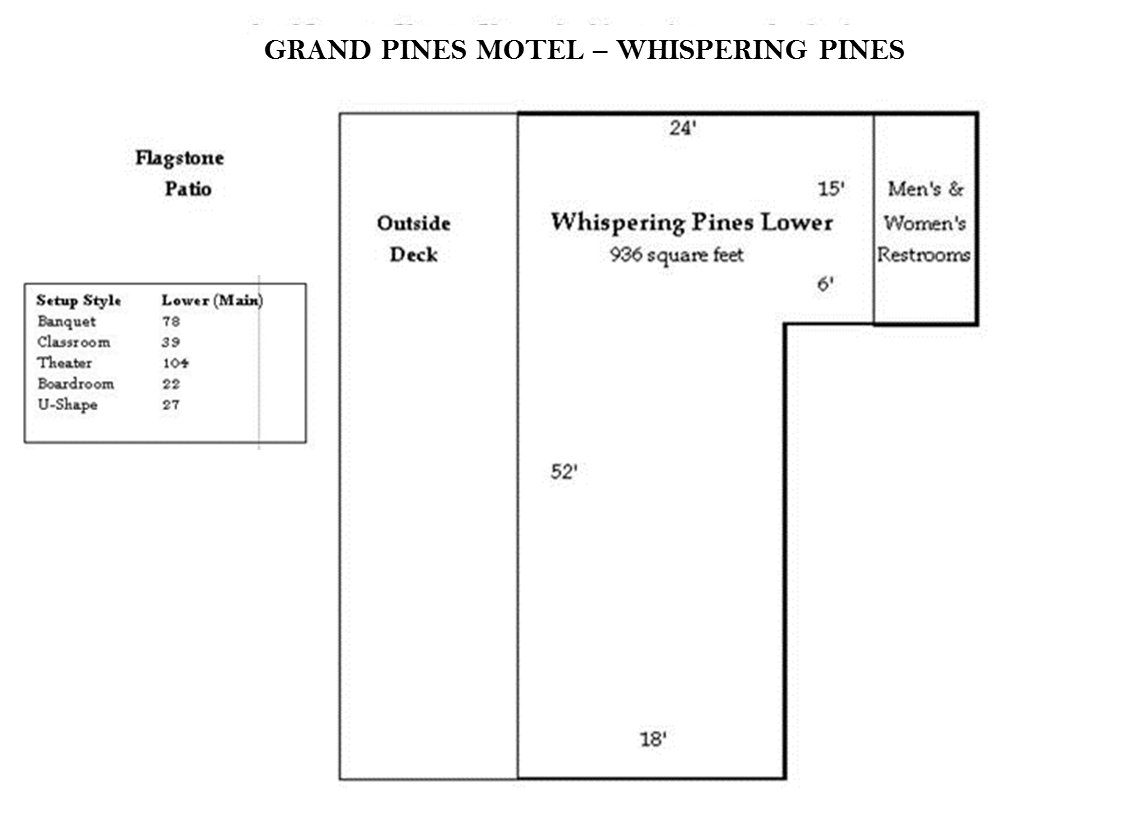 GRAND PINES MOTEL – WHISPERING PINES
Flagstone
Patio
Outside
Deck
24'
15'
Whispering Pines Lower
936 square feet
6'
Men's &
Women's
Restrooms
Setup Style Lower (Main)
Banquet 78
Classroom 39
Theater 104
Boardroom 22
U-Shape 27
52'
18'